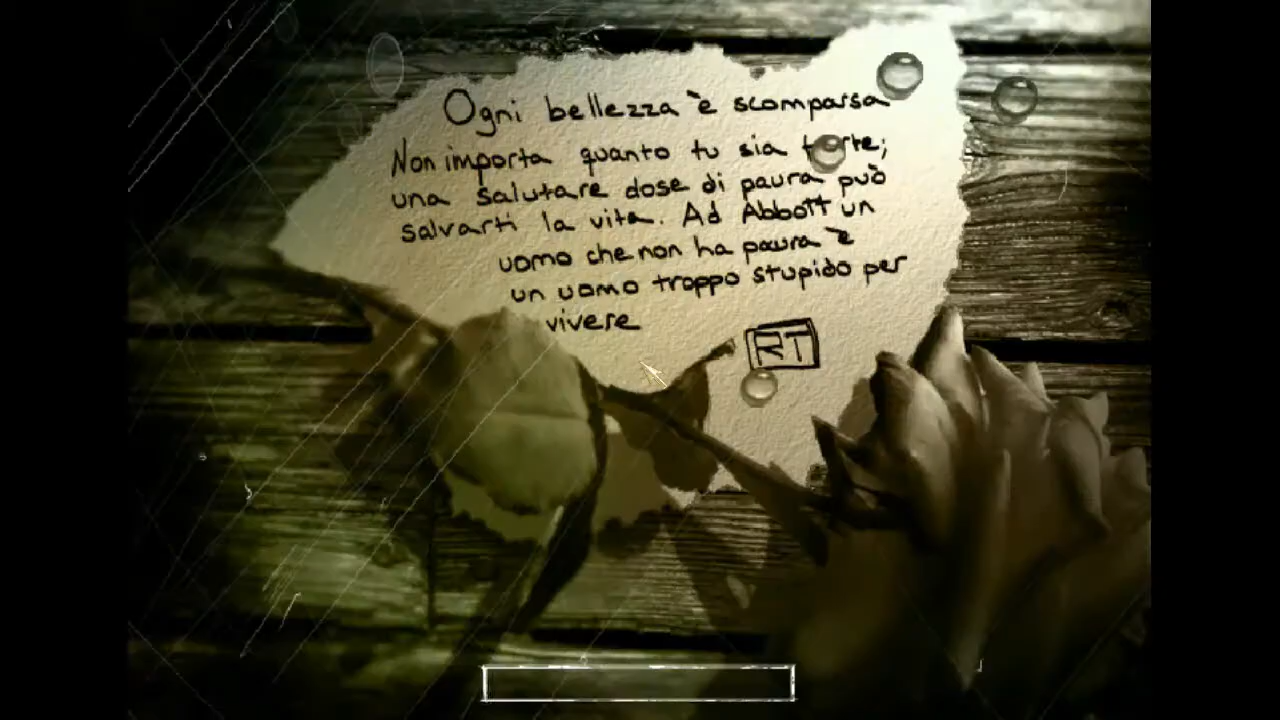 Ogni bellezza è scomparsa
Non importa quanto tu sia forte;
una salutare dose di paura può
salvarti la vita. Ad Abbott un
uomo che non ha paura è
un uomo troppo stupido per
vivere
RT